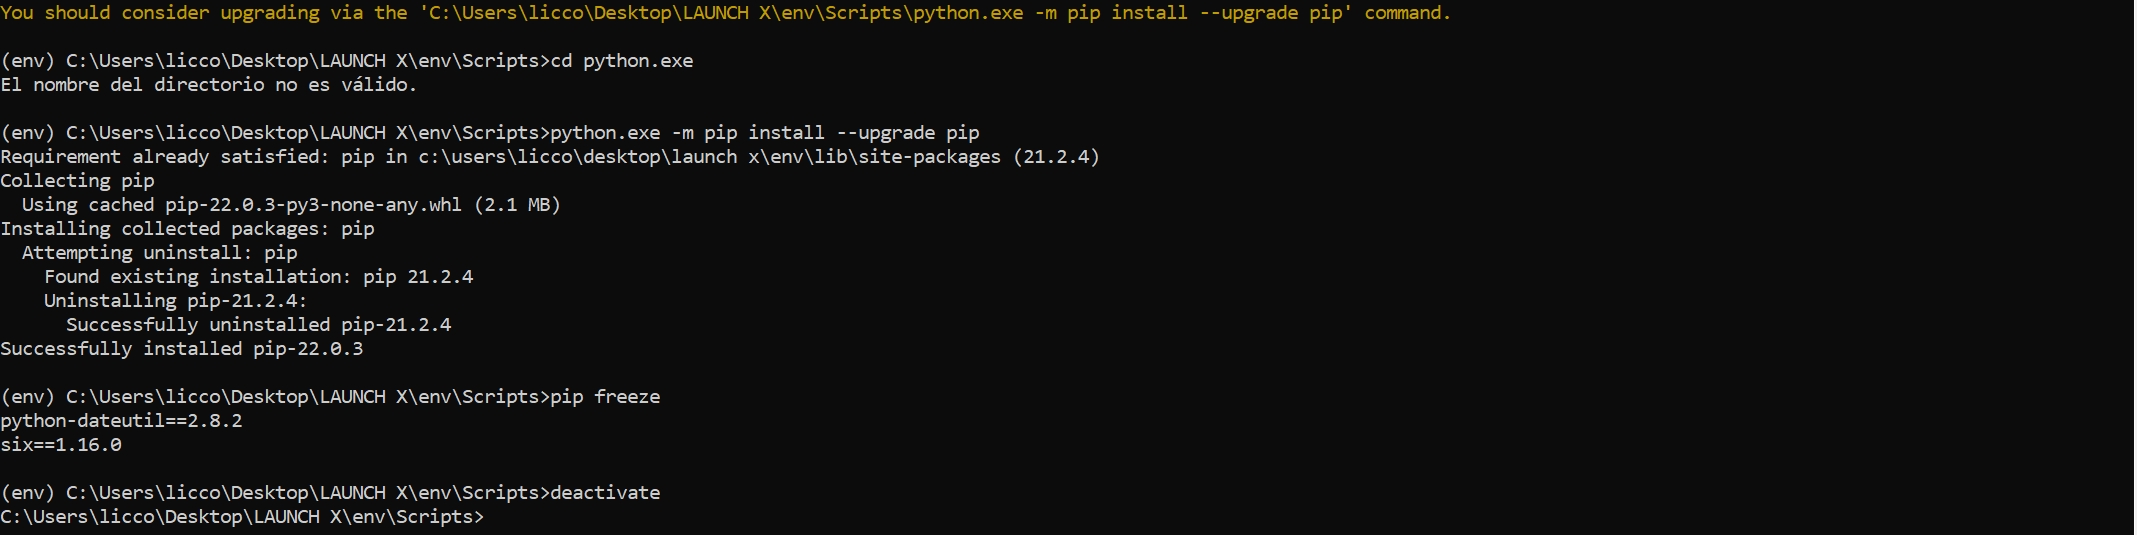 You should consider upgrading via the 'C:\Users\licco\Desktop\LAUNCH X\env\Scripts\python.exe -m pip install --upgrade pip' command.
(env) C:\Users\licco\Desktop\LAUNCH X\env\Scripts>cd python.exe
El nombre del directorio no es válido.
(env) C:\Users\licco\Desktop\LAUNCH X\env\Scripts>python.exe -m pip install --upgrade pip
Requirement already satisfied: pip in c:\users\licco\desktop\launch x\env\lib\site-packages (21.2.4)
Collecting pip
  Using cached pip-22.0.3-py3-none-any.whl (2.1 MB)
Installing collected packages: pip
  Attempting uninstall: pip
    Found existing installation: pip 21.2.4
    Uninstalling pip-21.2.4:
      Successfully uninstalled pip-21.2.4
Successfully installed pip-22.0.3
(env) C:\Users\licco\Desktop\LAUNCH X\env\Scripts>pip freeze
python-dateutil==2.8.2
six==1.16.0
(env) C:\Users\licco\Desktop\LAUNCH X\env\Scripts>deactivate
C:\Users\licco\Desktop\LAUNCH X\env\Scripts>